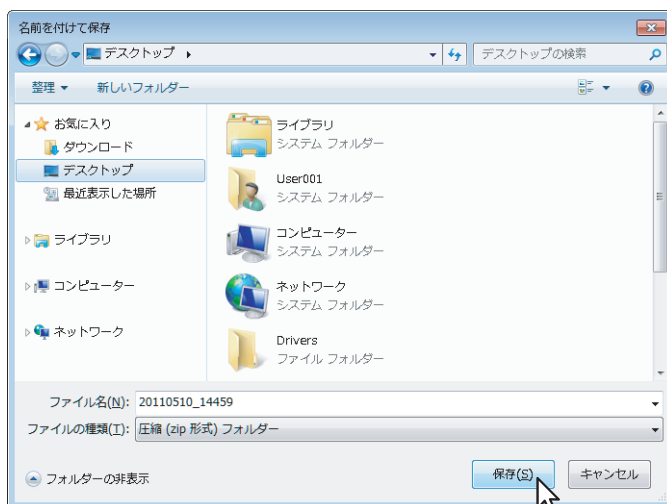 名前を付けて保存
デスクトップ
デスクトップの検索
整理
新しいフォルダー
お気に入り
ダウンロード
デスクトップ
最近表示した場所
ライブラリ
コンピューター
ネットワーク
ライブラリ
システム フォルダー
User001
システム フォルダー
コンピューター
システム フォルダー
ネットワーク
システム フォルダー
Drivers
ファイル フォルダー
ファイル名(N): 20110510_14459
ファイルの種類(T): 圧縮 (zip 形式) フォルダー
フォルダーの非表示
保存(S)
キャンセル